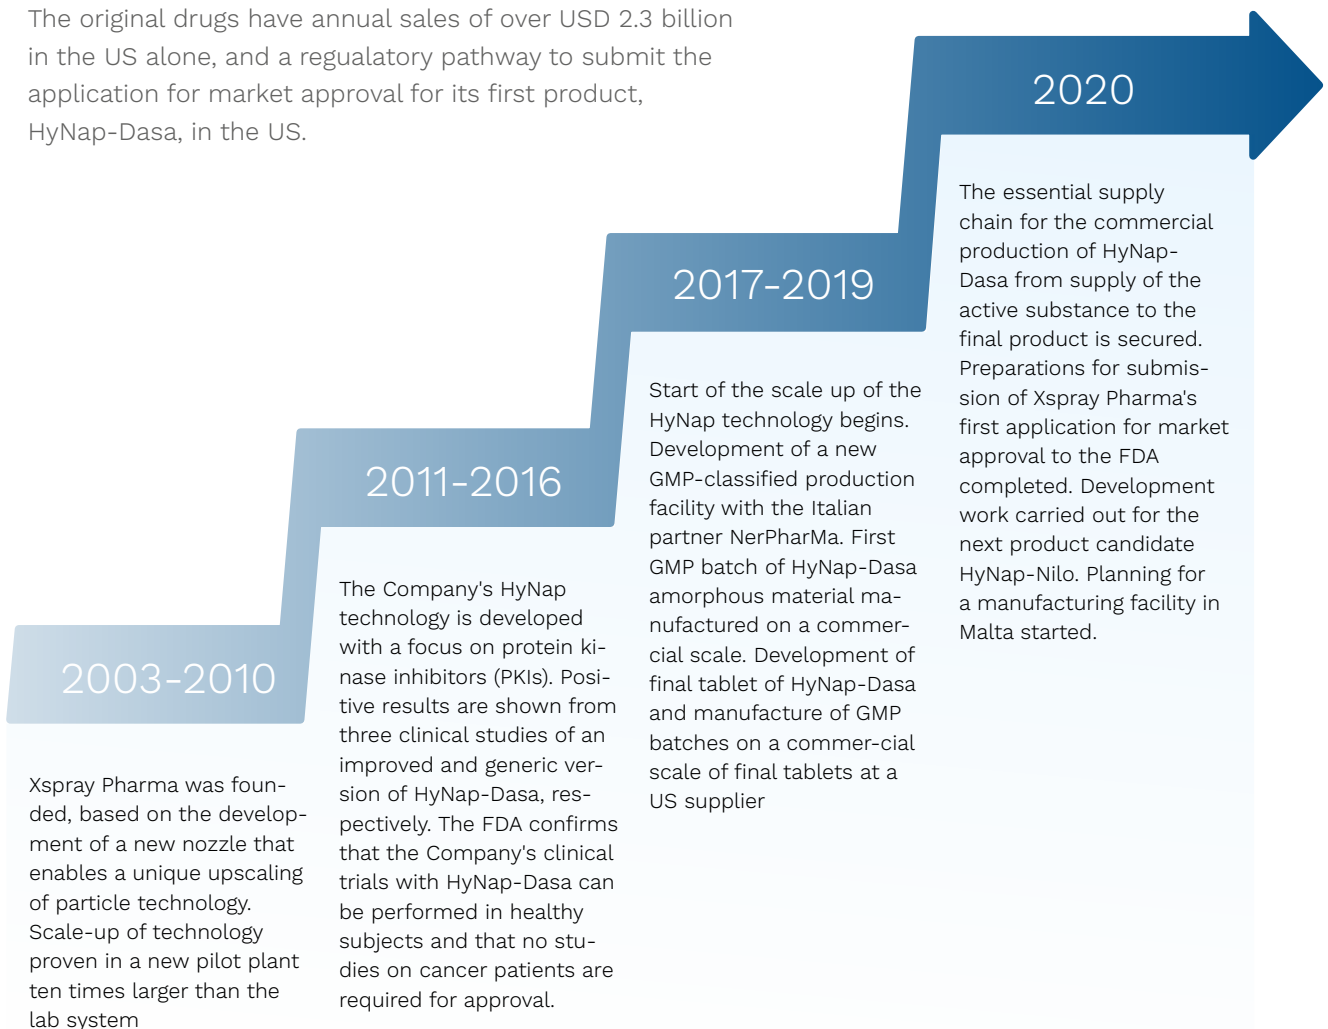 The original drugs have annual sales of over USD 2.3 billion
in the US alone, and a regualatory pathway to submit the
application for market approval for its first product,
HyNap-Dasa, in the US.
2003-2010
Xspray Pharma was foun-
ded, based on the develop-
ment of a new nozzle that
enables a unique upscaling
of particle technology.
Scale-up of technology
proven in a new pilot plant
ten times larger than the
lab system
2011-2016
The Company's HyNap
technology is developed
with a focus on protein ki-
nase inhibitors (PKIs). Posi-
tive results are shown from
three clinical studies of an
improved and generic ver-
sion of HyNap-Dasa, res-
pectively. The FDA confirms
that the Company's clinical
trials with HyNap-Dasa can
be performed in healthy
subjects and that no stu-
dies on cancer patients are
required for approval.
2017-2019
Start of the scale up of the
HyNap technology begins.
Development of a new
GMP-classified production
facility with the Italian
partner NerPharMa. First
GMP batch of HyNap-Dasa
amorphous material ma-
nufactured on a commer-
cial scale. Development of
final tablet of HyNap-Dasa
and manufacture of GMP
batches on a commer-cial
scale of final tablets at a
US supplier
2020
The essential supply
chain for the commercial
production of HyNap-
Dasa from supply of the
active substance to the
final product is secured.
Preparations for submis-
sion of Xspray Pharma's
first application for market
approval to the FDA
completed. Development
work carried out for the
next product candidate
HyNap-Nilo. Planning for
a manufacturing facility in
Malta started.